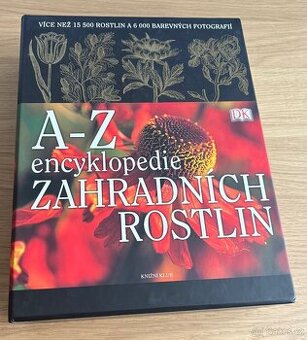 VÍCE NEŽ 15 500 ROSTLIN A 6 000 BAREVNÝCH FOTOGRAFIÍ
DK
A-Z
encyklopedie
ZAHRADNÍCH
ROSTLIN
KNIŽNÍ KLUB